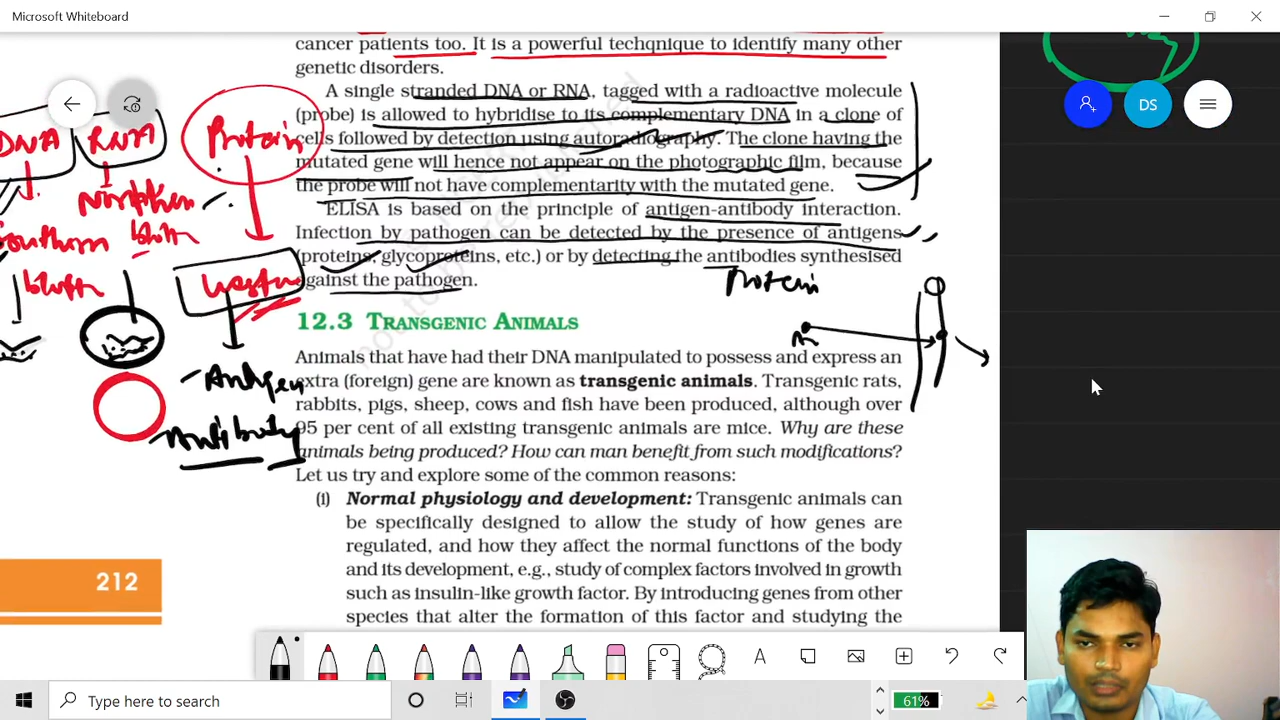 Microsoft Whiteboard
cancer patients too. It is a powerful techqnique to identify many other
genetic disorders.
A single stranded DNA or RNA, tagged with a radioactive molecule
(probe) is allowed to hybridise to its complementary DNA in a clone of
cells followed by detection using autoradiography. The clone having the
mutated gene will hence not appear on the photographic film, because
the probe will not have complementarity with the mutated gene.
ELISA is based on the principle of antigen-antibody interaction.
Infection by pathogen can be detected by the presence of antigens
(proteins, glycoproteins, etc.) or by detecting the antibodies synthesised
against the pathogen.
12.3 TRANSGENIC ANIMALS
Animals that have had their DNA manipulated to possess and express an
extra (foreign) gene are known as transgenic animals. Transgenic rats,
rabbits, pigs, sheep, cows and fish have been produced, although over
95 per cent of all existing transgenic animals are mice. Why are these
animals being produced? How can man benefit from such modifications?
Let us try and explore some of the common reasons:
(i) Normal physiology and development: Transgenic animals can
be specifically designed to allow the study of how genes are
regulated, and how they affect the normal functions of the body
and its development, e.g., study of complex factors involved in growth
such as insulin-like growth factor. By introducing genes from other
species that alter the formation of this factor and studying the
DNA RNA Protein
Southern
blott
Antigen
Antibody
Protein
212
DS
A
Type here to search
61%